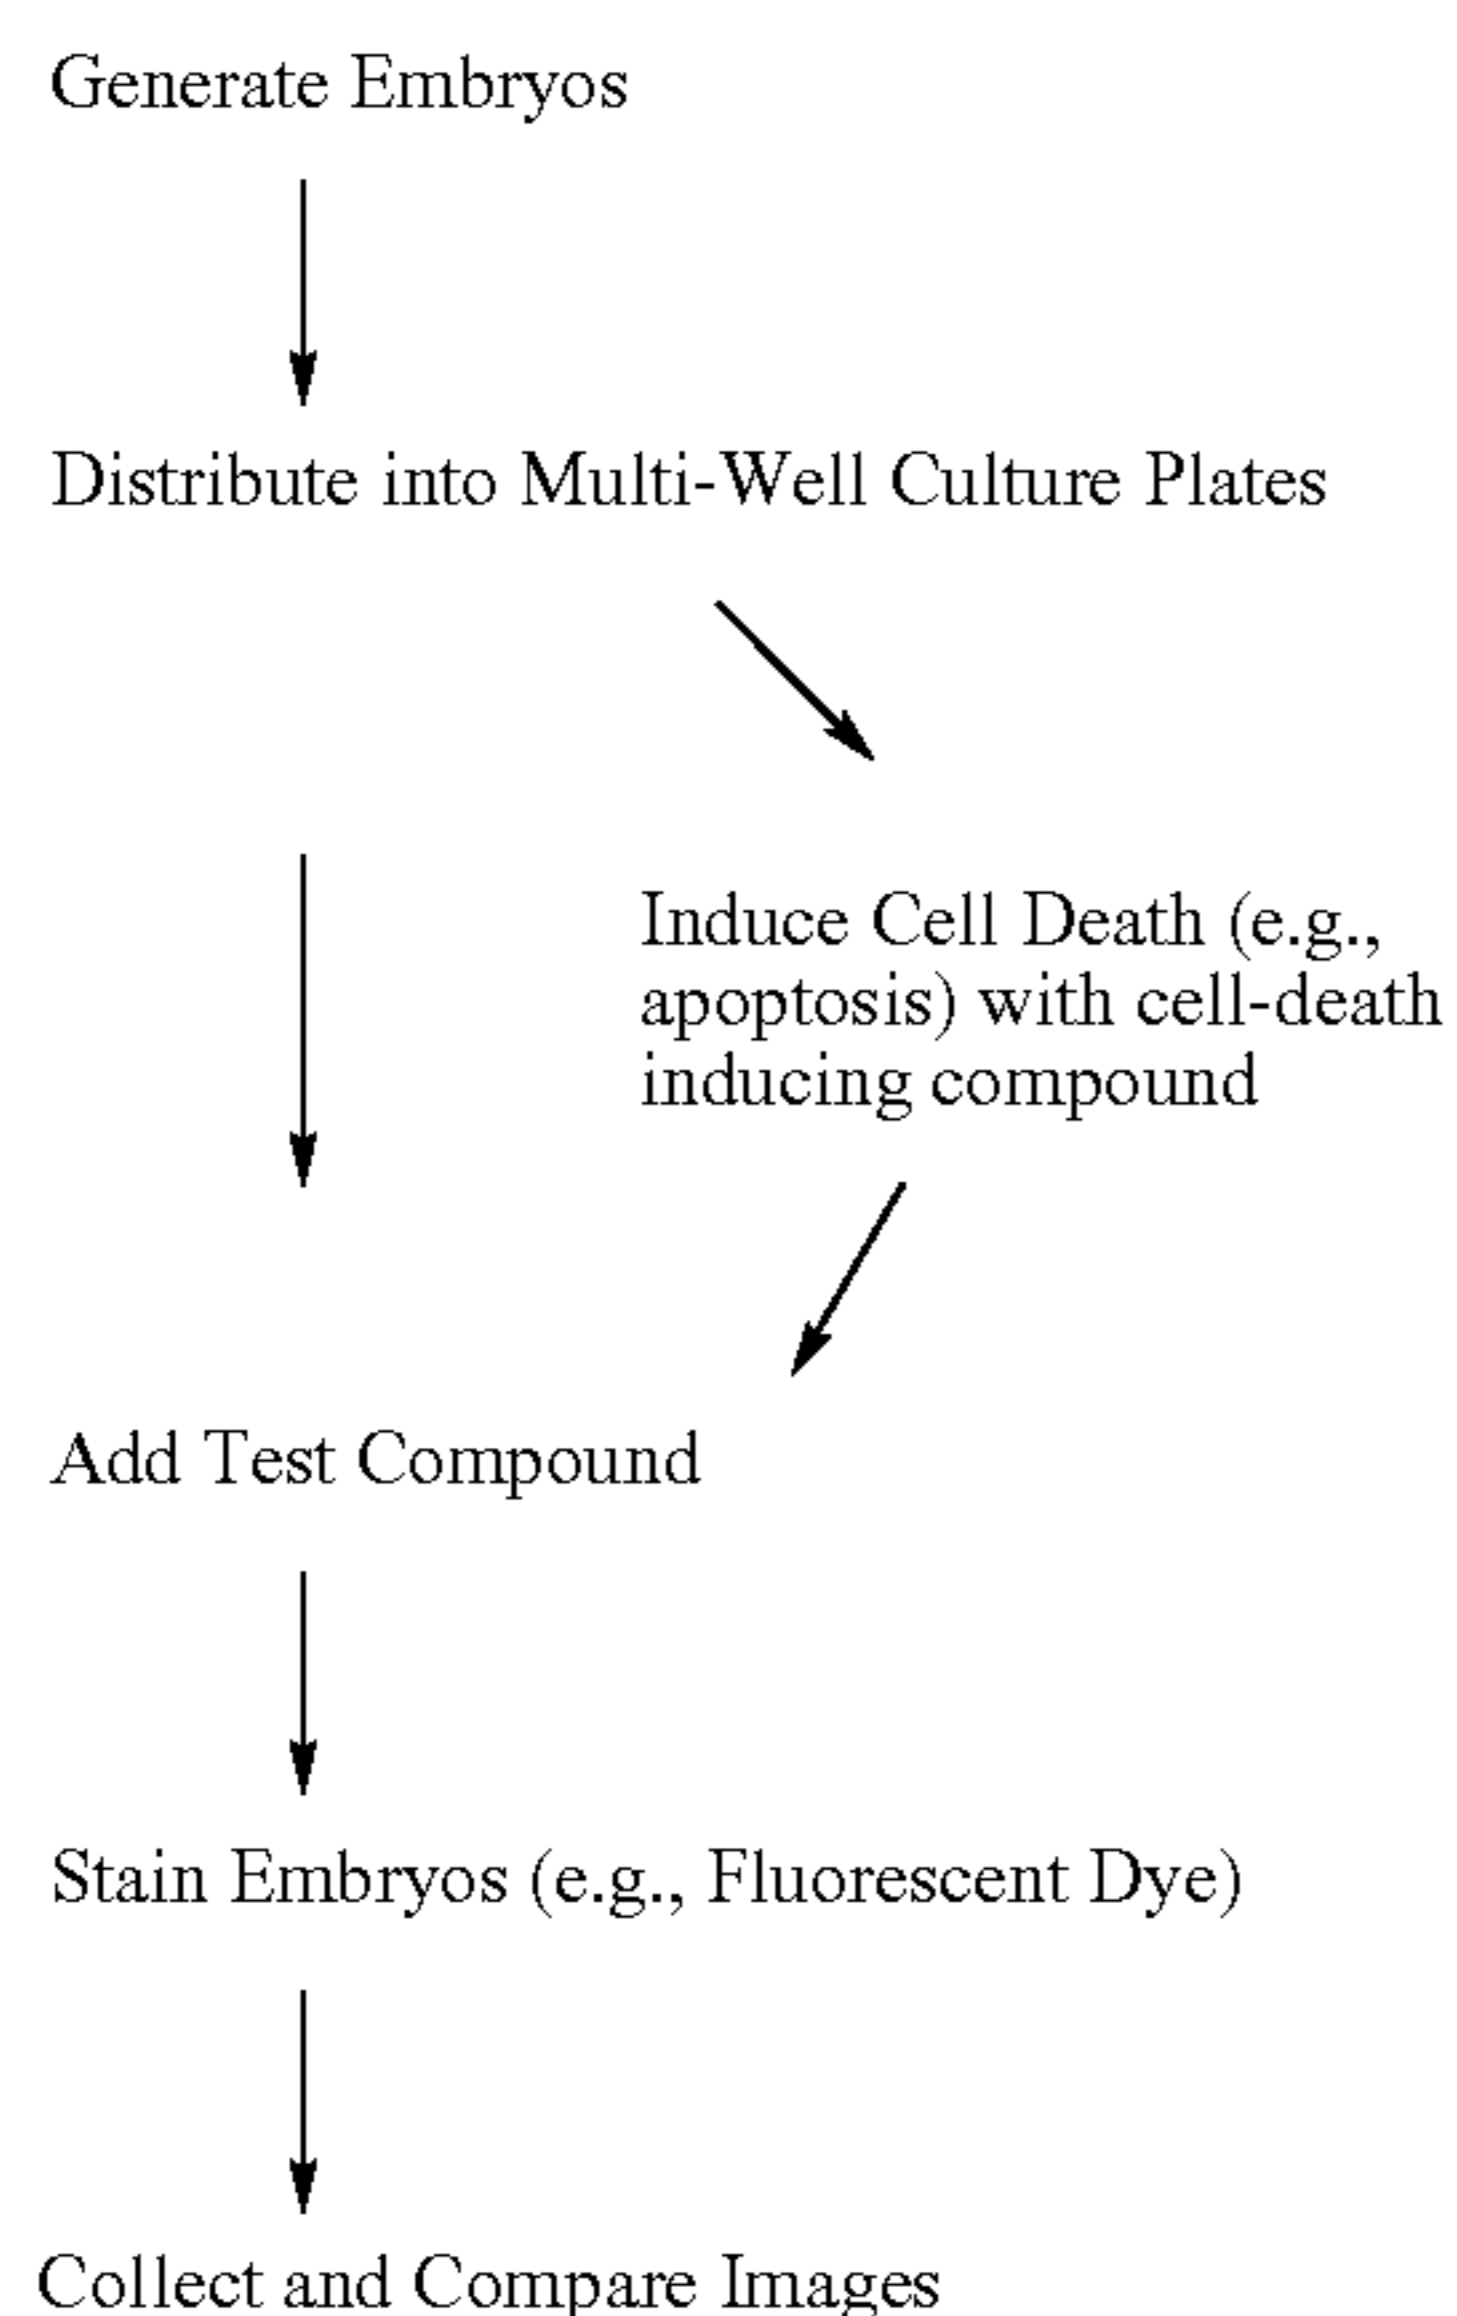 Generate Embryos
Distribute into Multi-Well Culture Plates
Induce Cell Death (e.g.,
apoptosis) with cell-death
inducing compound
Add Test Compound
Stain Embryos (e.g., Fluorescent Dye)
Collect and Compare Images